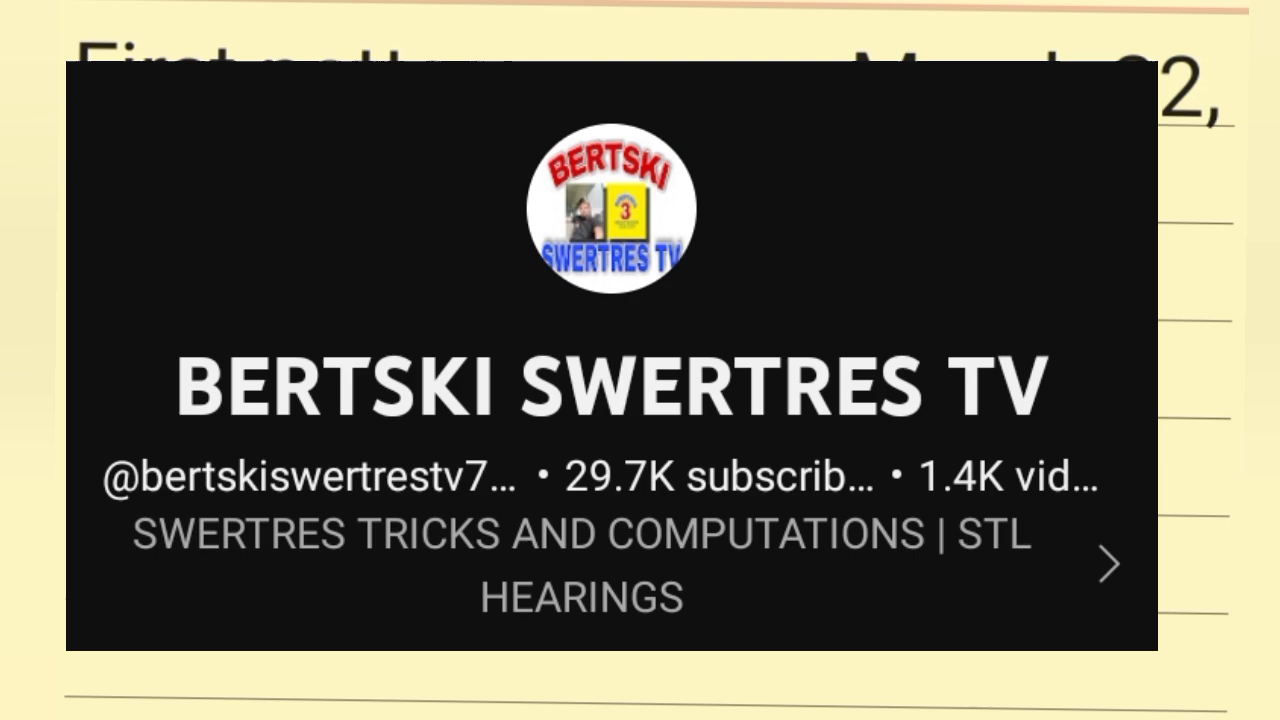 2,
BERTSKI
3
SWERTRES TV
BERTSKI SWERTRES TV
@bertskiswertrestv7... • 29.7K subscrib... • 1.4K vid...
SWERTRES TRICKS AND COMPUTATIONS | STL
HEARINGS